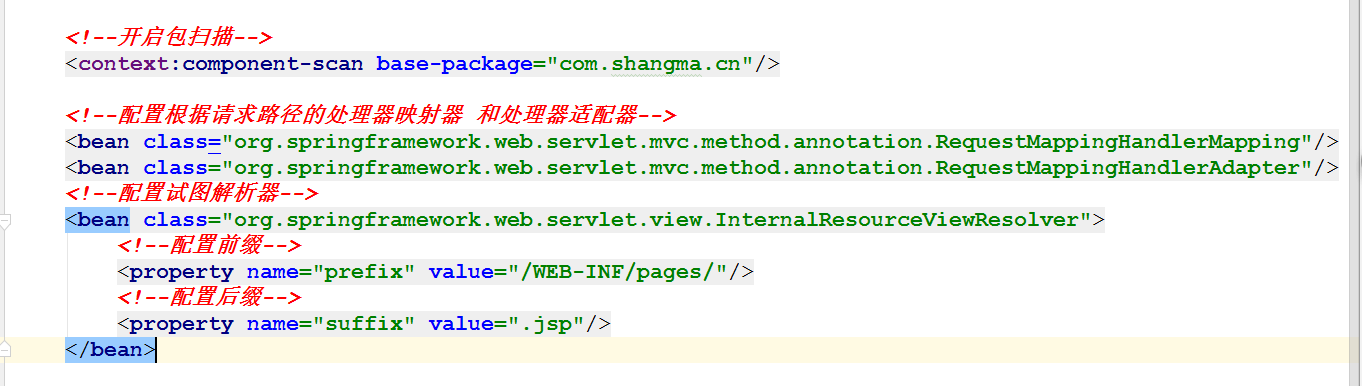 <!--开启包扫描-->
<context:component-scan base-package="com.shangma.cn"/>
<!--配置根据请求路径的处理器映射器 和处理器适配器-->
<bean class="org.springframework.web.servlet.mvc.method.annotation.RequestMappingHandlerMapping"/>
<bean class="org.springframework.web.servlet.mvc.method.annotation.RequestMappingHandlerAdapter"/>
<!--配置试图解析器-->
<bean class="org.springframework.web.servlet.view.InternalResourceViewResolver">
<!--配置前缀-->
<property name="prefix" value="/WEB-INF/pages/"/>
<!--配置后缀-->
<property name="suffix" value=".jsp"/>
</bean>